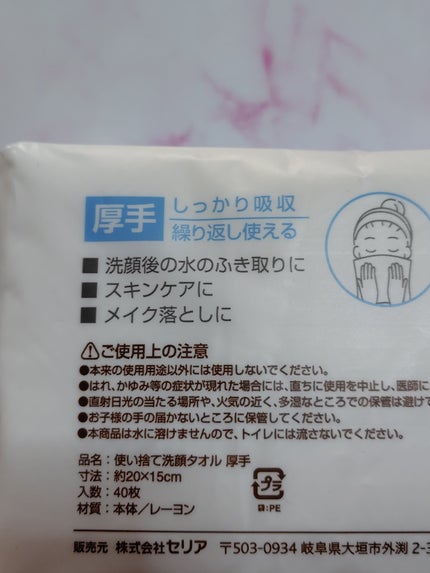 厚手
しっかり吸収
繰り返し使える
■ 洗顔後の水のふき取りに
■ スキンケアに
■ メイク落としに
⚠ご使用上の注意
●本来の使用用途以外には使用しないでください。
●はれ、かゆみ等の症状が現れた場合には、直ちに使用を中止し、医師に
●直射日光の当たる場所や、火気の近く、多湿なところでの保管は避けて
●お子様の手の届かないところに保管してください。
●本商品は水に溶けませんので、トイレには流さないでください。
品名：使い捨て洗顔タオル 厚手
寸法：約20×15cm
入数：40枚
材質：本体／レーヨン
プラ
袋:PE
販売元 株式会社セリア 〒503-0934 岐阜県大垣市外渕 2-3